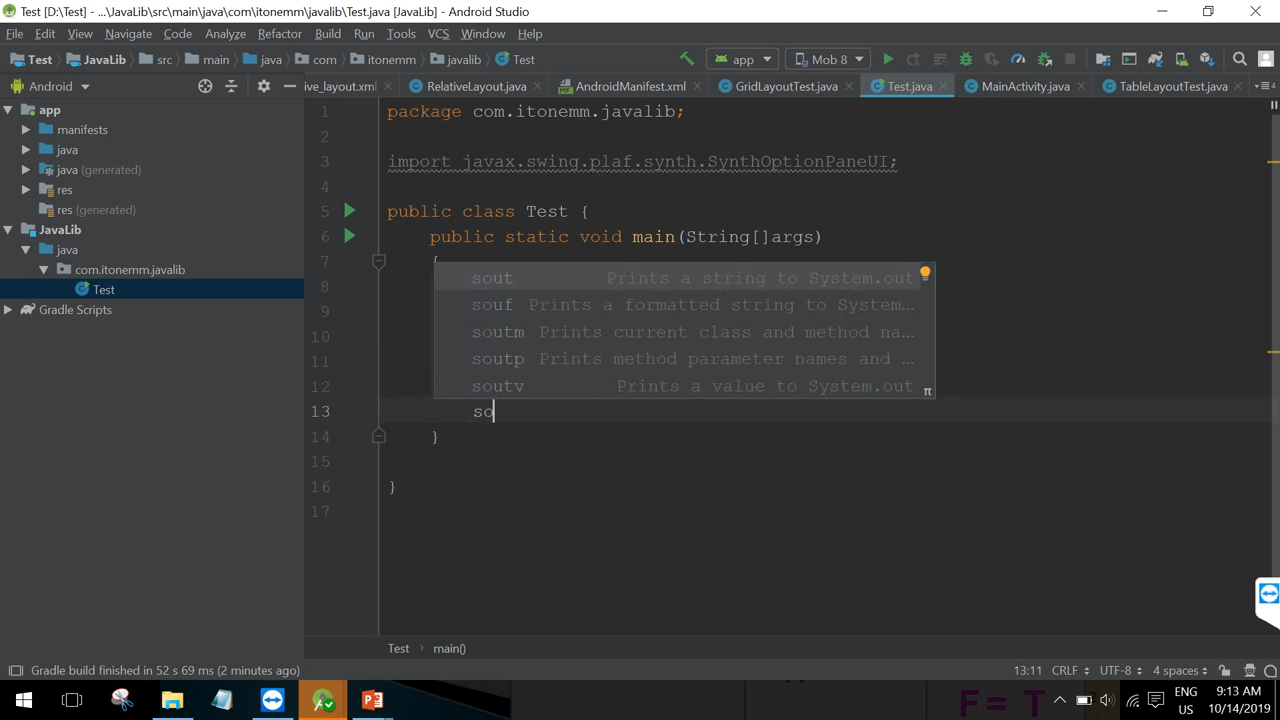 Test [D:\Test] - ...\JavaLib\src\main\java\com\itonemm\javalib\Test.java [JavaLib] - Android Studio
File Edit View Navigate Code Analyze Refactor Build Run Tools VCS Window Help
Test JavaLib src main java com itonemm javalib Test app Mob 8
Android ive_layout.xml RelativeLayout.java AndroidManifest.xml GridLayoutTest.java Test.java MainActivity.java TableLayoutTest.java
app
manifests
java
java (generated)
res
res (generated)
JavaLib
java
com.itonemm.javalib
Test
Gradle Scripts
1 package com.itonemm.javalib;
2
3 import javax.swing.plaf.synth.SynthOptionPaneUI;
4
5 public class Test {
6 public static void main(String[]args)
7 {
8
9
10
11
12
sout Prints a string to System.out
souf Prints a formatted string to System...
soutm Prints current class and method na...
soutp Prints method parameter names and ...
soutv Prints a value to System.out
π
13 so
14 }
15
16 }
17
Test main()
Gradle build finished in 52 s 69 ms (2 minutes ago) 13:11 CRLF UTF-8 4 spaces
F= T
ENG
US
9:13 AM
10/14/2019